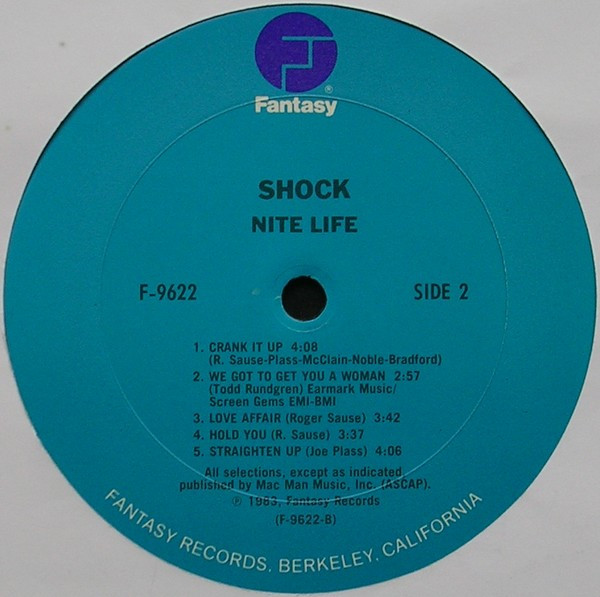 ®
Fantasy
SHOCK
NITE LIFE
F-9622
SIDE 2
1. CRANK IT UP 4:08
(R. Sause-Plass-McClain-Noble-Bradford)
2. WE GOT TO GET YOU A WOMAN 2:57
(Todd Rundgren) Earmark Music/
Screen Gems EMI-BMI
3. LOVE AFFAIR (Roger Sause) 3:42
4. HOLD YOU (R. Sause) 3:37
5. STRAIGHTEN UP (Joe Plass) 4:06
All selections, except as indicated,
published by Mac Man Music, Inc. (ASCAP).
℗ 1983, Fantasy Records
(F-9622-B)
FANTASY RECORDS. BERKELEY. CALIFORNIA